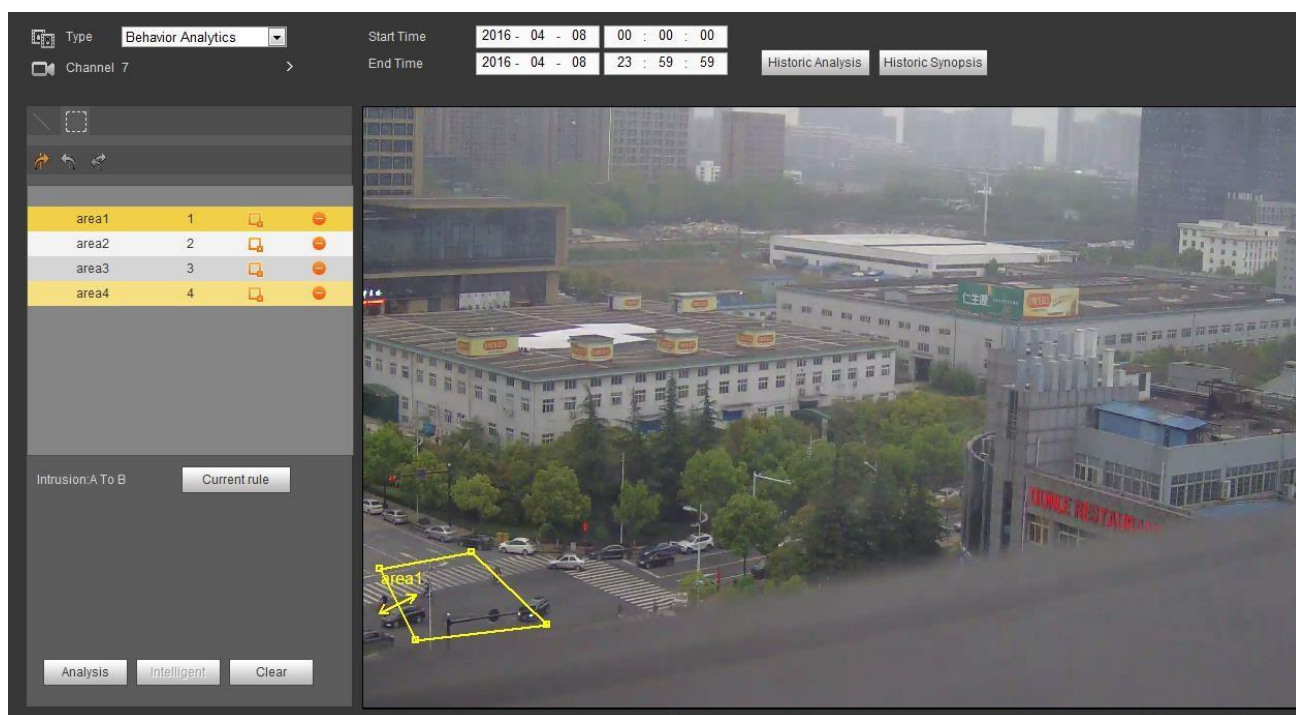 Type Behavior Analytics
Channel 7 >
Start Time 2016 - 04 - 08 00 : 00 : 00
End Time 2016 - 04 - 08 23 : 59 : 59
Historic Analysis Historic Synopsis
area1 1
area2 2
area3 3
area4 4
Intrusion:A To B Current rule
Analysis Intelligent Clear
area1